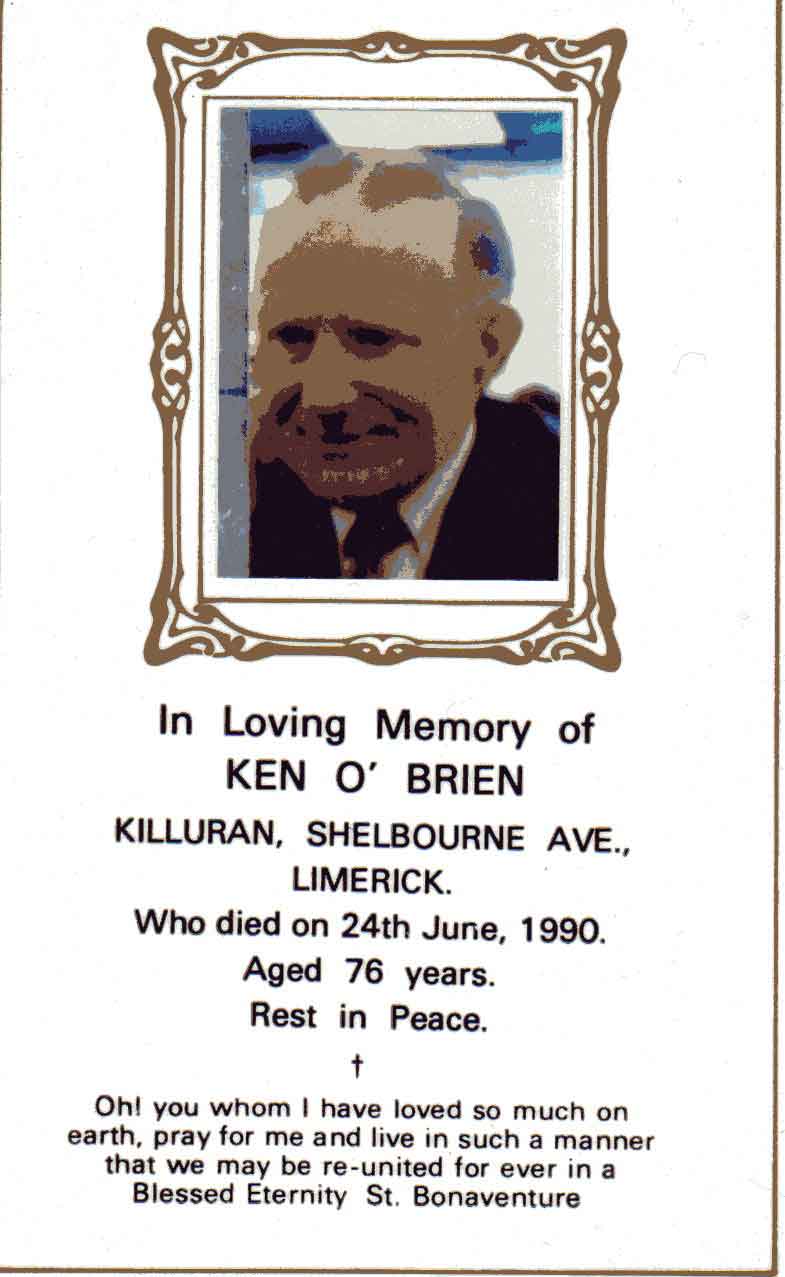 In Loving Memory of
KEN O' BRIEN
KILLURAN, SHELBOURNE AVE.,
LIMERICK.
Who died on 24th June, 1990.
Aged 76 years.
Rest in Peace.
†
Oh! you whom I have loved so much on
earth, pray for me and live in such a manner
that we may be re-united for ever in a
Blessed Eternity St. Bonaventure